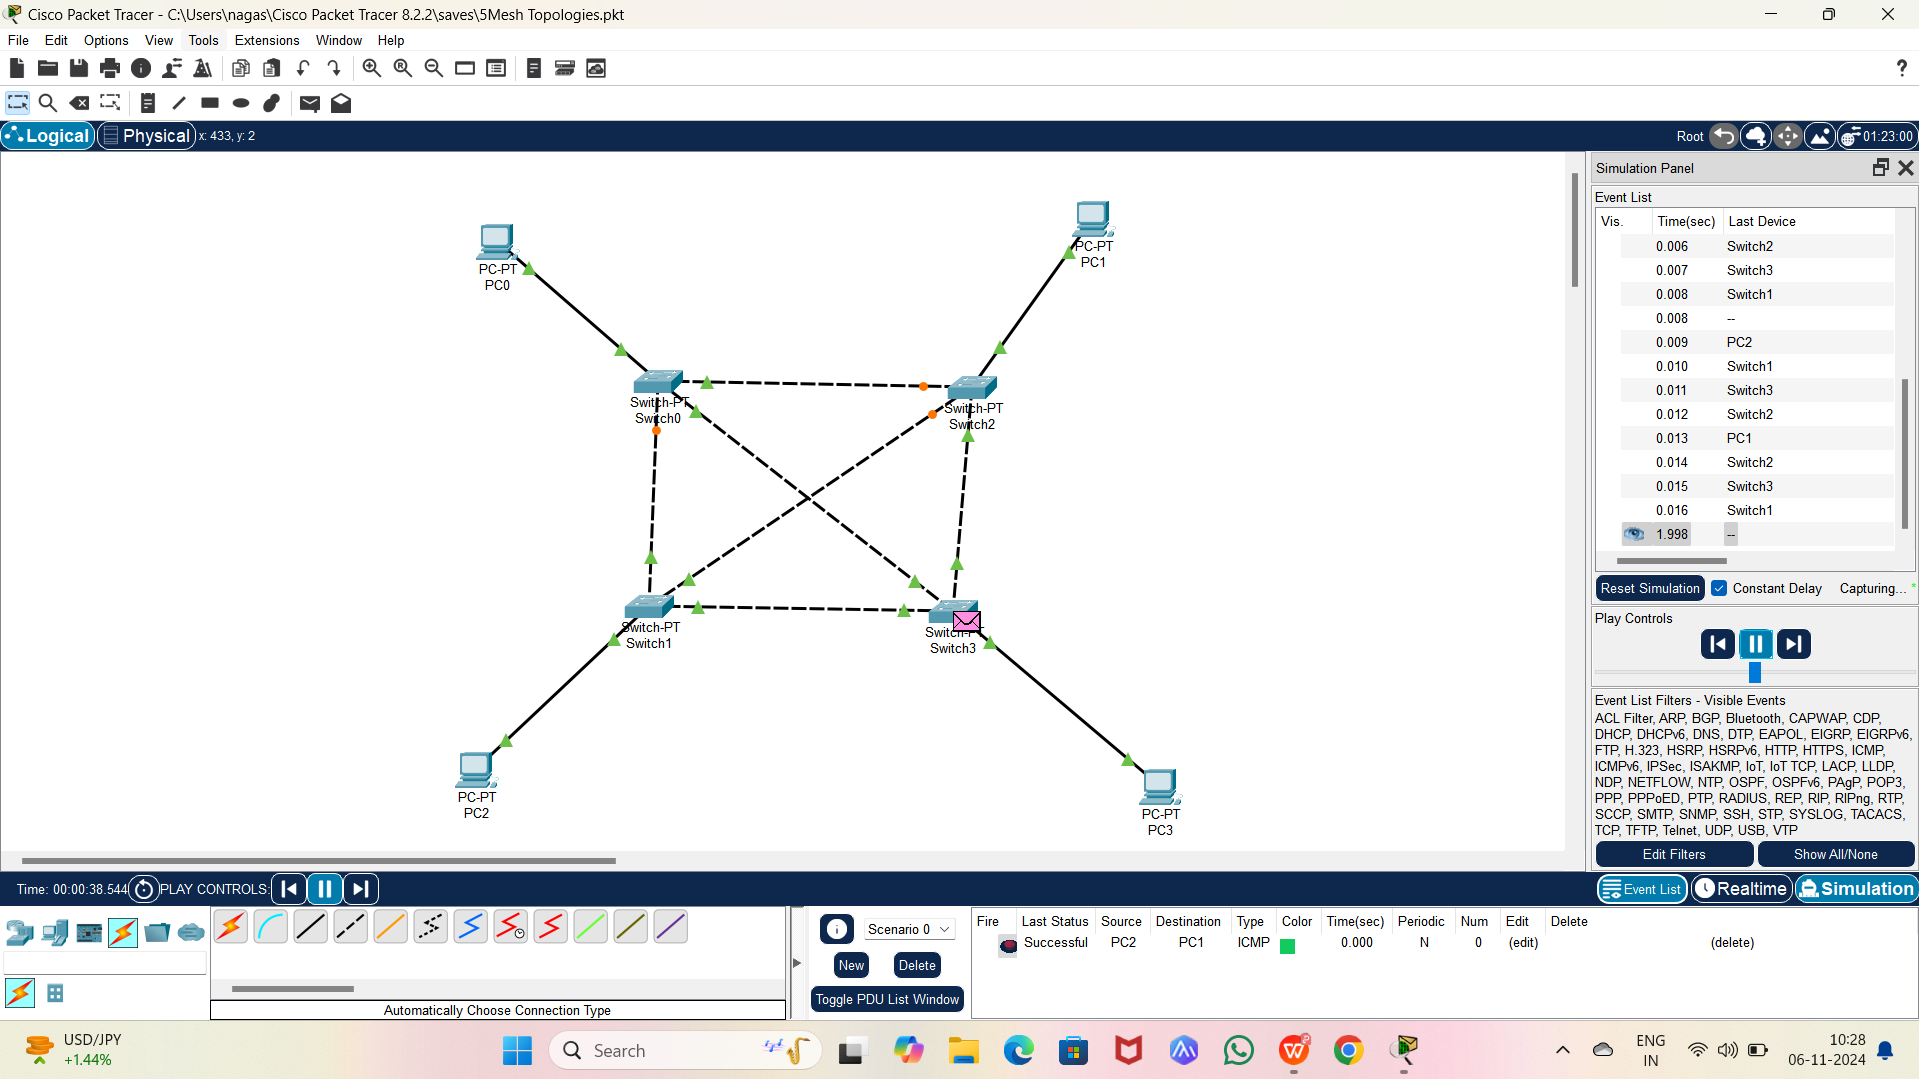 Cisco Packet Tracer - C:\Users\nagas\Cisco Packet Tracer 8.2.2\saves\5Mesh Topologies.pkt
File Edit Options View Tools Extensions Window Help
?
Logical Physical x: 433, y: 2 Root 01:23:00
PC-PT
PC0
PC-PT
PC1
Switch-PT
Switch0
Switch-PT
Switch2
Switch-PT
Switch1
Switch-PT
Switch3
PC-PT
PC2
PC-PT
PC3
Simulation Panel
Event List
Vis. Time(sec) Last Device
0.006 Switch2
0.007 Switch3
0.008 Switch1
0.008 --
0.009 PC2
0.010 Switch1
0.011 Switch3
0.012 Switch2
0.013 PC1
0.014 Switch2
0.015 Switch3
0.016 Switch1
1.998 --
Reset Simulation Constant Delay Capturing... *
Play Controls
Event List Filters - Visible Events
ACL Filter, ARP, BGP, Bluetooth, CAPWAP, CDP,
DHCP, DHCPv6, DNS, DTP, EAPOL, EIGRP, EIGRPv6,
FTP, H.323, HSRP, HSRPv6, HTTP, HTTPS, ICMP,
ICMPv6, IPSec, ISAKMP, IoT, IoT TCP, LACP, LLDP,
NDP, NETFLOW, NTP, OSPF, OSPFv6, PAgP, POP3,
PPP, PPPoED, PTP, RADIUS, REP, RIP, RIPng, RTP,
SCCP, SMTP, SNMP, SSH, STP, SYSLOG, TACACS,
TCP, TFTP, Telnet, UDP, USB, VTP
Edit Filters Show All/None
Time: 00:00:38.544 PLAY CONTROLS: Event List Realtime Simulation
Scenario 0
New Delete
Toggle PDU List Window
Fire Last Status Source Destination Type Color Time(sec) Periodic Num Edit Delete
Successful PC2 PC1 ICMP 0.000 N 0 (edit) (delete)
Automatically Choose Connection Type
USD/JPY
+1.44%
Search
ENG
IN
10:28
06-11-2024